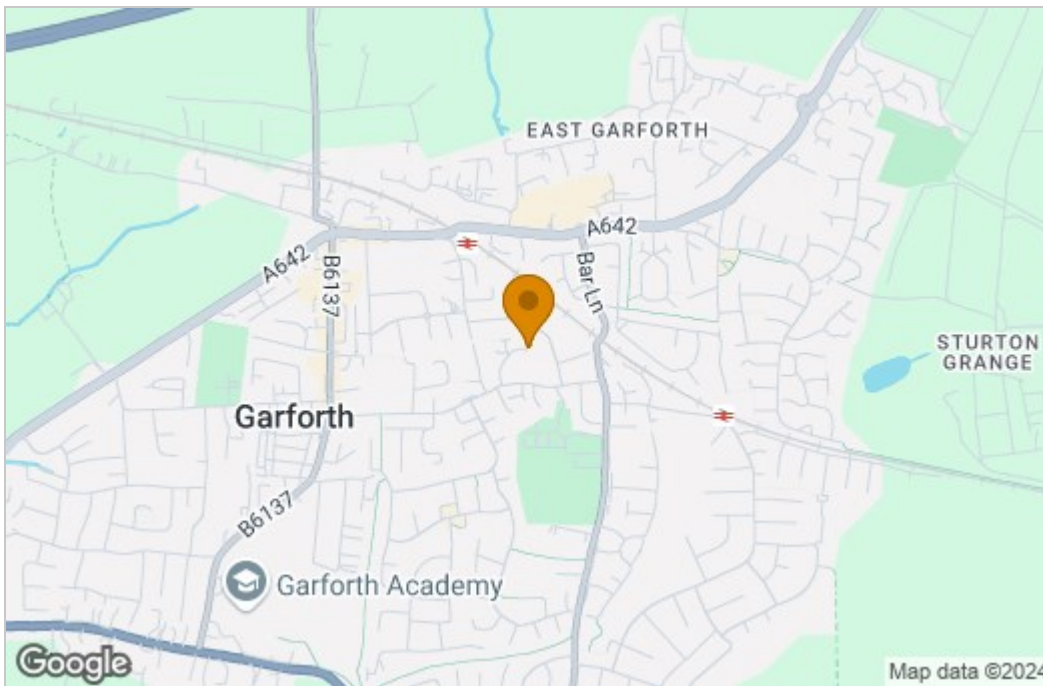 EAST GARFORTH
A642
A642
Bar Ln
B6137
STURTON
GRANGE
Garforth
B6137
Garforth Academy
Google
Map data ©2024